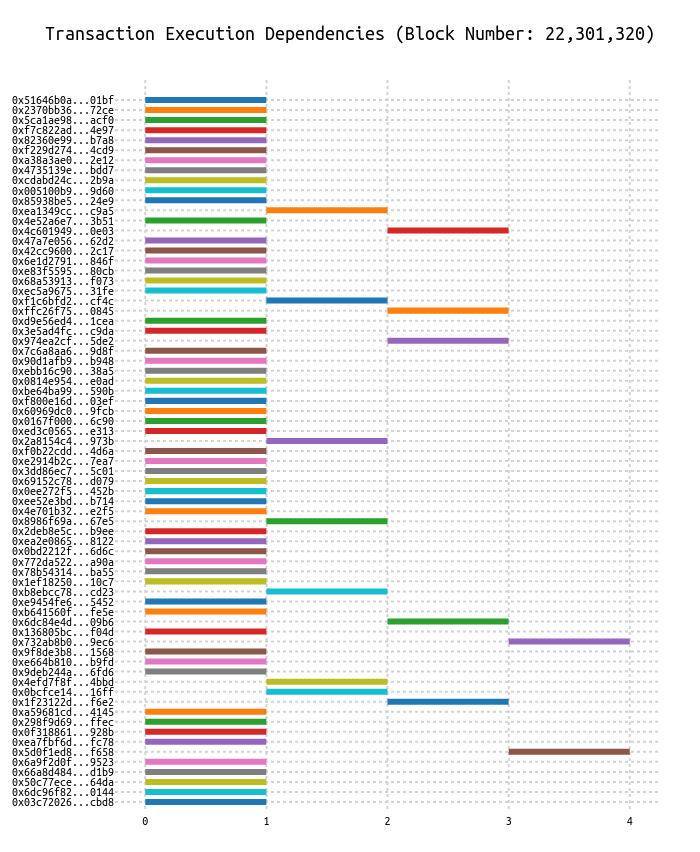 Transaction Execution Dependencies (Block Number: 22,301,320)
0x51646b0a...01bf
0x2370bb36...72ce
0x5ca1ae98...acf0
0xf7c822ad...4e97
0x82360e99...b7a8
0xf229d274...4cd9
0xa38a3ae0...2e12
0x4735139e...bdd7
0xcdabd24c...2b9a
0x005100b9...9d60
0x85938be5...24e9
0xea1349cc...c9a5
0x4e52a6e7...3b51
0x4c601949...0e03
0x47a7e056...62d2
0x42cc9600...2c17
0x6e1d2791...846f
0xe83f5595...80cb
0x68a53913...f073
0xec5a9675...31fe
0xf1c6bfd2...cf4c
0xffc26f75...0845
0xd9e56ed4...1cea
0x3e5ad4fc...c9da
0x974ea2cf...5de2
0x7c6a8aa6...9d8f
0x90d1afb9...b948
0xebb16c90...38a5
0x0814e954...e0ad
0xbe64ba99...590b
0xf800e16d...03ef
0x60969dc0...9fcb
0x0167f000...6c90
0xed3c0565...e313
0x2a8154c4...973b
0xf0b22cdd...4d6a
0xe2914b2c...7ea7
0x3dd86ec7...5c01
0x69152c78...d079
0x0ee272f5...452b
0xee52e3bd...b714
0x4e701b32...e2f5
0x8986f69a...67e5
0x2deb8e5c...b9ee
0xea2e0865...8122
0x0bd2212f...6d6c
0x772da522...a90a
0x78b54314...ba55
0x1ef18250...10c7
0xb8ebcc78...cd23
0xe9454fe6...5452
0xb641560f...fe5e
0x6dc84e4d...09b6
0x136805bc...f04d
0x732ab8b0...9ec6
0x9f8de3b8...1568
0xe664b810...b9fd
0x9deb244a...6fd6
0x4efd7f8f...4bbd
0x0bcfce14...16ff
0x1f23122d...f6e2
0xa59681cd...4145
0x298f9d69...ffec
0x0f318861...928b
0xea7fbf6d...fc78
0x5d0f1ed8...f658
0x6a9f2d0f...9523
0x66a8d484...d1b9
0x50c77ece...64da
0x6dc96f82...0144
0x03c72026...cbd8
0 1 2 3 4